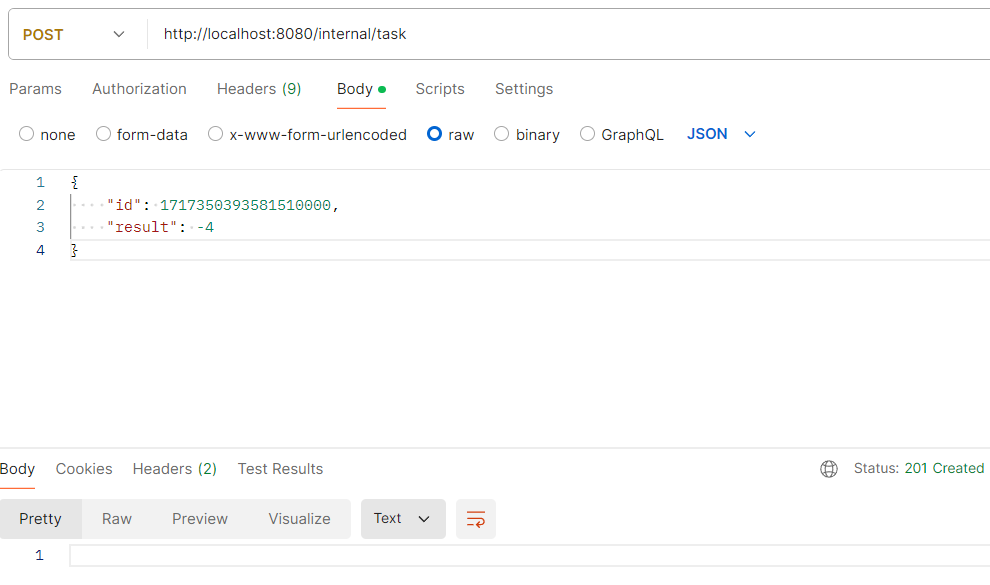 POST http://localhost:8080/internal/task
Params Authorization Headers (9) Body Scripts Settings
none form-data x-www-form-urlencoded raw binary GraphQL JSON
1 {
2 "id": 1717350393581510000,
3 "result": -4
4 }
Body Cookies Headers (2) Test Results Status: 201 Created
Pretty Raw Preview Visualize Text
1